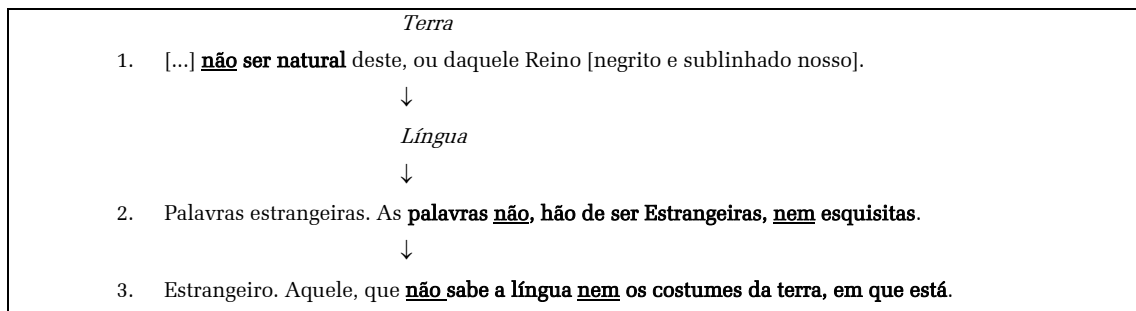 Terra
1. [...] não ser natural deste, ou daquele Reino [negrito e sublinhado nosso].
↓
Língua
↓
2. Palavras estrangeiras. As palavras não, hão de ser Estrangeiras, nem esquisitas.
↓
3. Estrangeiro. Aquele, que não sabe a língua nem os costumes da terra, em que está.